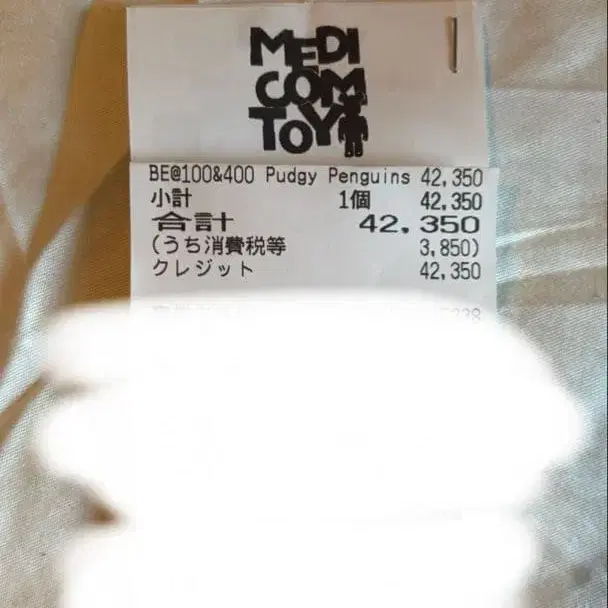 MEDI
COM
TOY
BE@100&400 Pudgy Penguins 42,350
小計 1個 42,350
合計 42,350
(うち消費税等 3,850)
クレジット 42,350